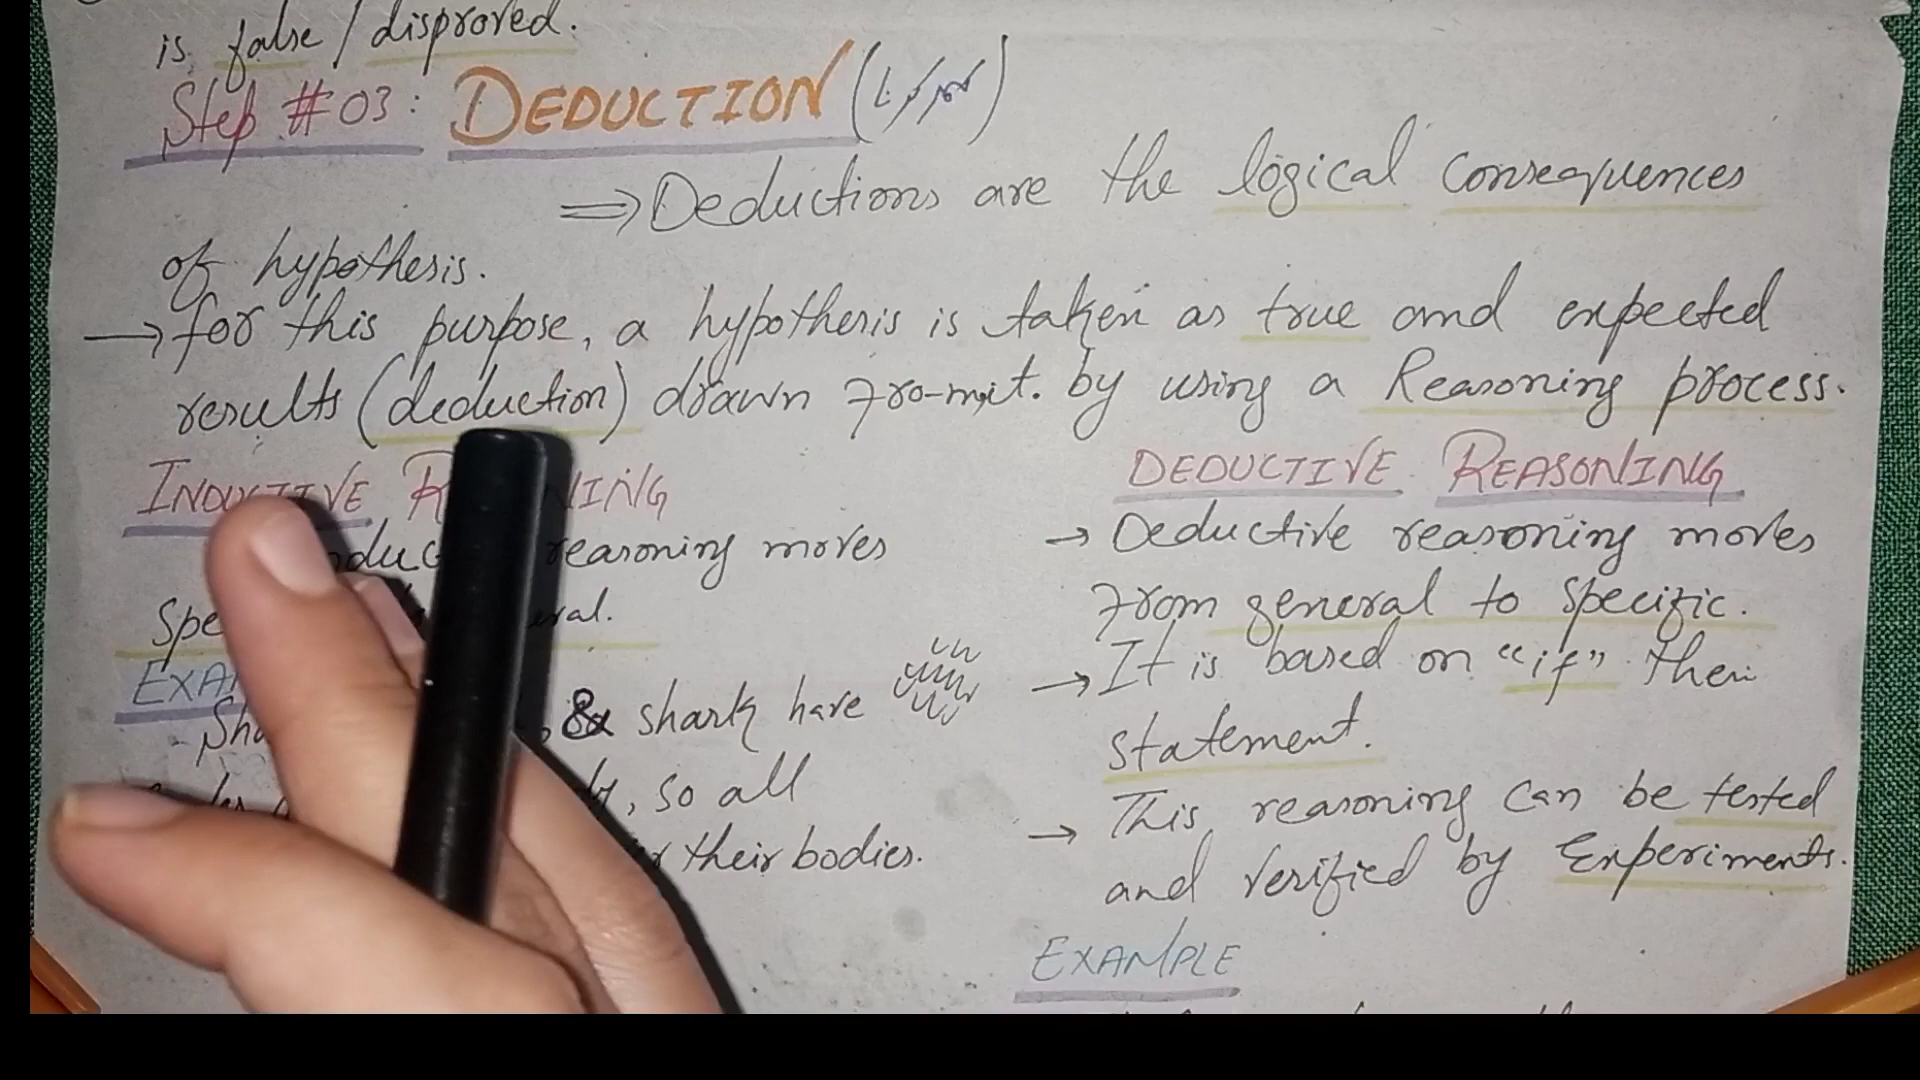 is false / disproved.
Step #03: DEDUCTION
⇒ Deductions are the logical consequences
of hypothesis.
→ for this purpose, a hypothesis is taken as true and expected
results (deduction) drawn from it. by using a Reasoning process.
INDUCTIVE R NING
reasoning moves
eral.
& shark have
, so all
their bodies.
DEDUCTIVE REASONING
→ Deductive reasoning moves
from general to specific.
→ It is based on "if" then
statement.
→ This reasoning can be tested
and verified by Experiments.
EXAMPLE